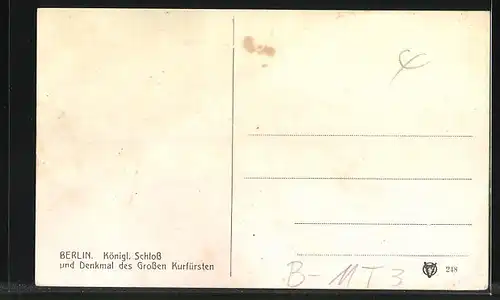 BERLIN. Königl. Schloß
und Denkmal des Großen Kurfürsten
B-MT3
248